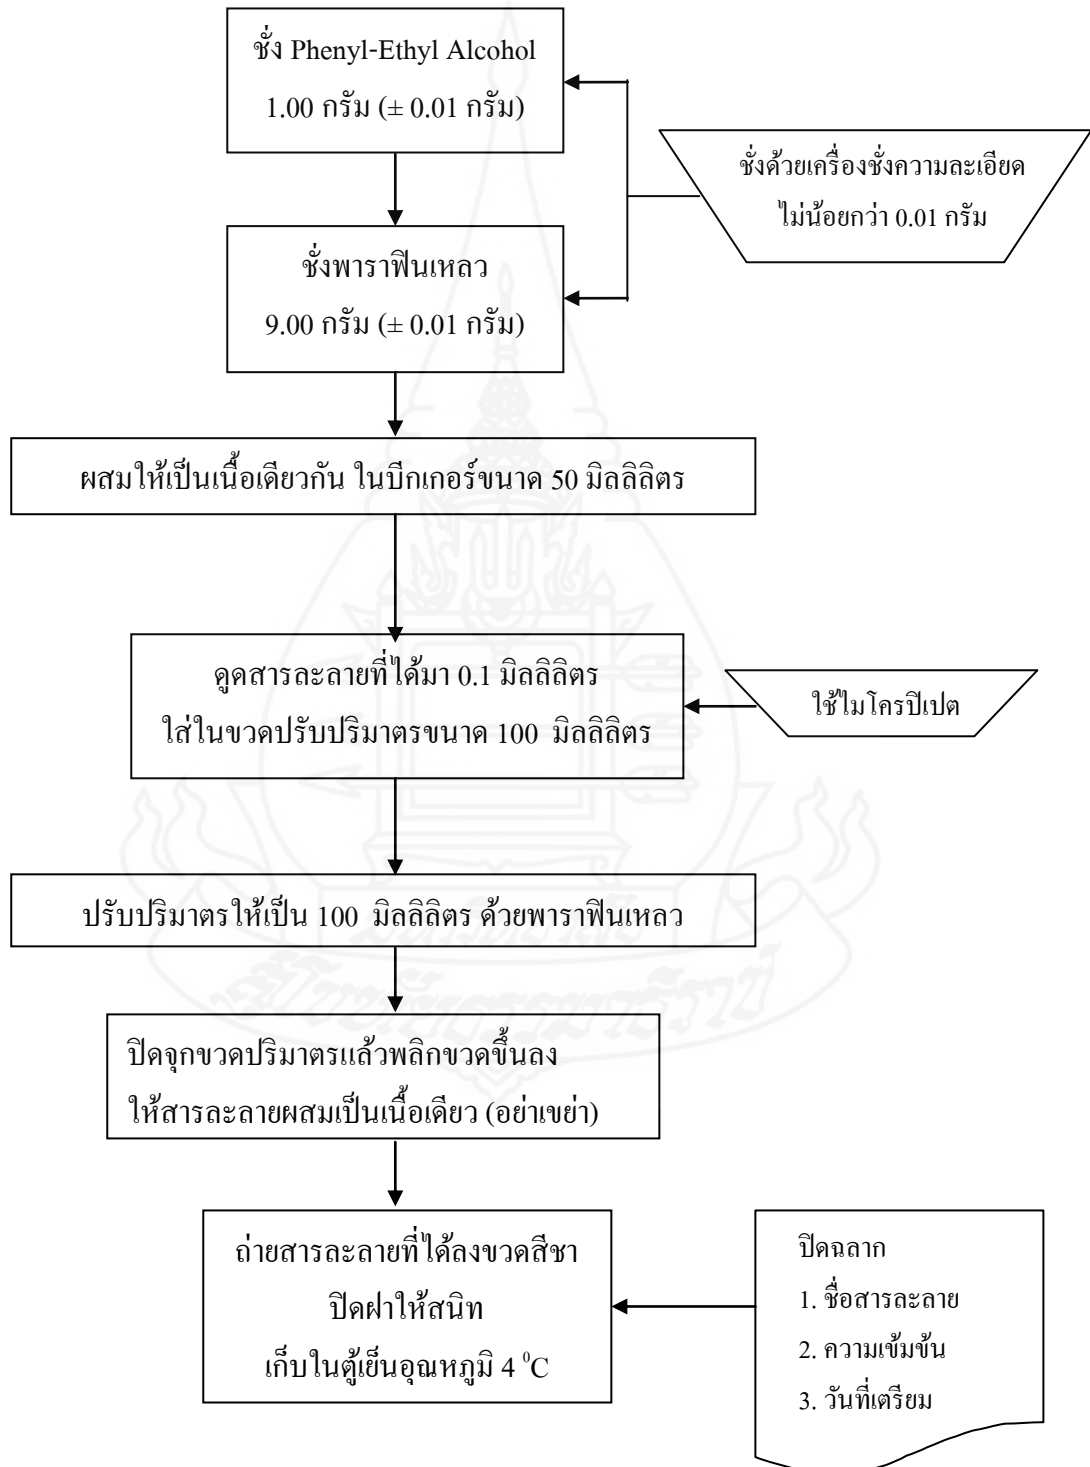 ชั่ง Phenyl-Ethyl Alcohol
1.00 กรัม (± 0.01 กรัม)
ชั่งด้วยเครื่องชั่งความละเอียด
ไม่น้อยกว่า 0.01 กรัม
ชั่งพาราฟินเหลว
9.00 กรัม (± 0.01 กรัม)
ผสมให้เป็นเนื้อเดียวกัน ในบีกเกอร์ขนาด 50 มิลลิลิตร
ดูดสารละลายที่ได้มา 0.1 มิลลิลิตร
ใส่ในขวดปรับปริมาตรขนาด 100 มิลลิลิตร
ใช้ไมโครปิเปต
ปรับปริมาตรให้เป็น 100 มิลลิลิตร ด้วยพาราฟินเหลว
ปิดจุกขวดปริมาตรแล้วพลิกขวดขึ้นลง
ให้สารละลายผสมเป็นเนื้อเดียว (อย่าเขย่า)
ถ่ายสารละลายที่ได้ลงขวดสีชา
ปิดฝาให้สนิท
เก็บในตู้เย็นอุณหภูมิ 4 ⁰C
ปิดฉลาก
1. ชื่อสารละลาย
2. ความเข้มข้น
3. วันที่เตรียม